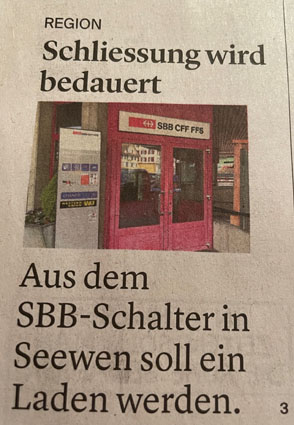 REGION
Schliessung wird
bedauert
SBB CFF FFS
Aus dem
SBB-Schalter in
Seewen soll ein
Laden werden.
3